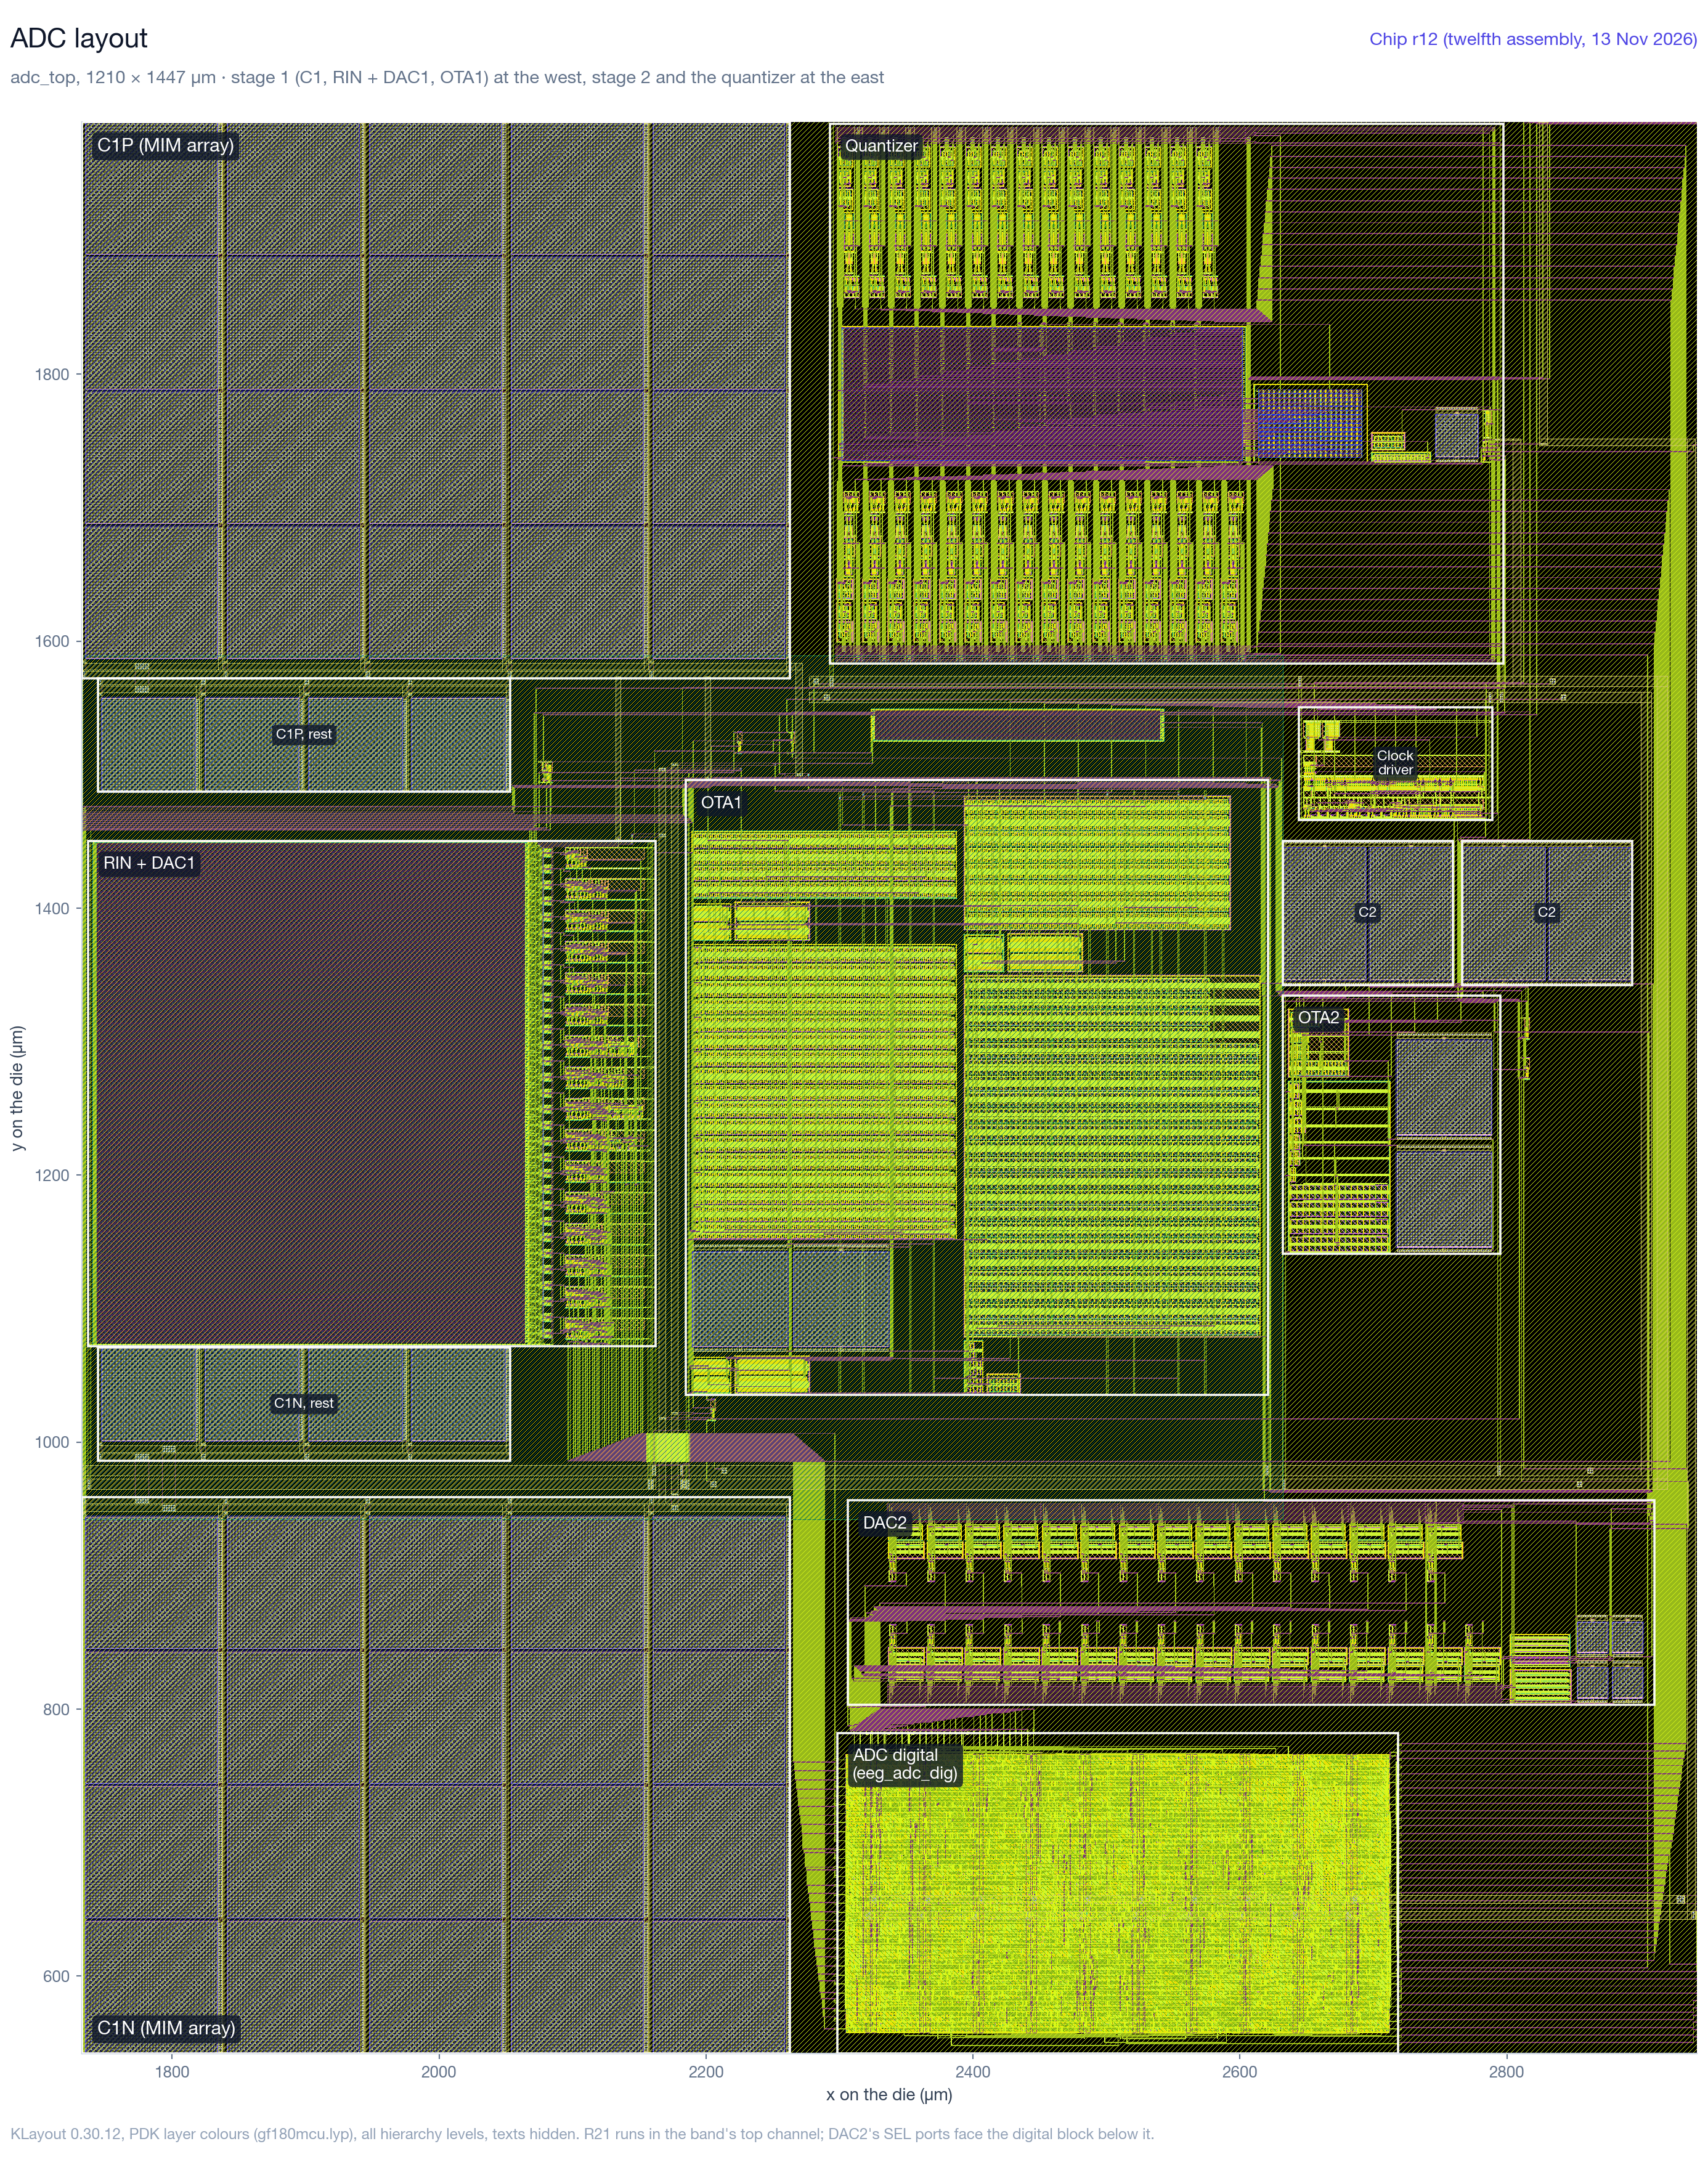 ADC layout
Chip r12 (twelfth assembly, 13 Nov 2026)
adc_top, 1210 × 1447 µm · stage 1 (C1, RIN + DAC1, OTA1) at the west, stage 2 and the quantizer at the east
C1P (MIM array)
Quantizer
1800
1600
C1P, rest
Clock
driver
OTA1
RIN + DAC1
1400
C2
C2
OTA2
y on the die (µm)
1200
C1N, rest
1000
DAC2
800
ADC digital
(eeg_adc_dig)
600
C1N (MIM array)
1800
2000
2200
2400
2600
2800
x on the die (µm)
KLayout 0.30.12, PDK layer colours (gf180mcu.lyp), all hierarchy levels, texts hidden. R21 runs in the band's top channel; DAC2's SEL ports face the digital block below it.